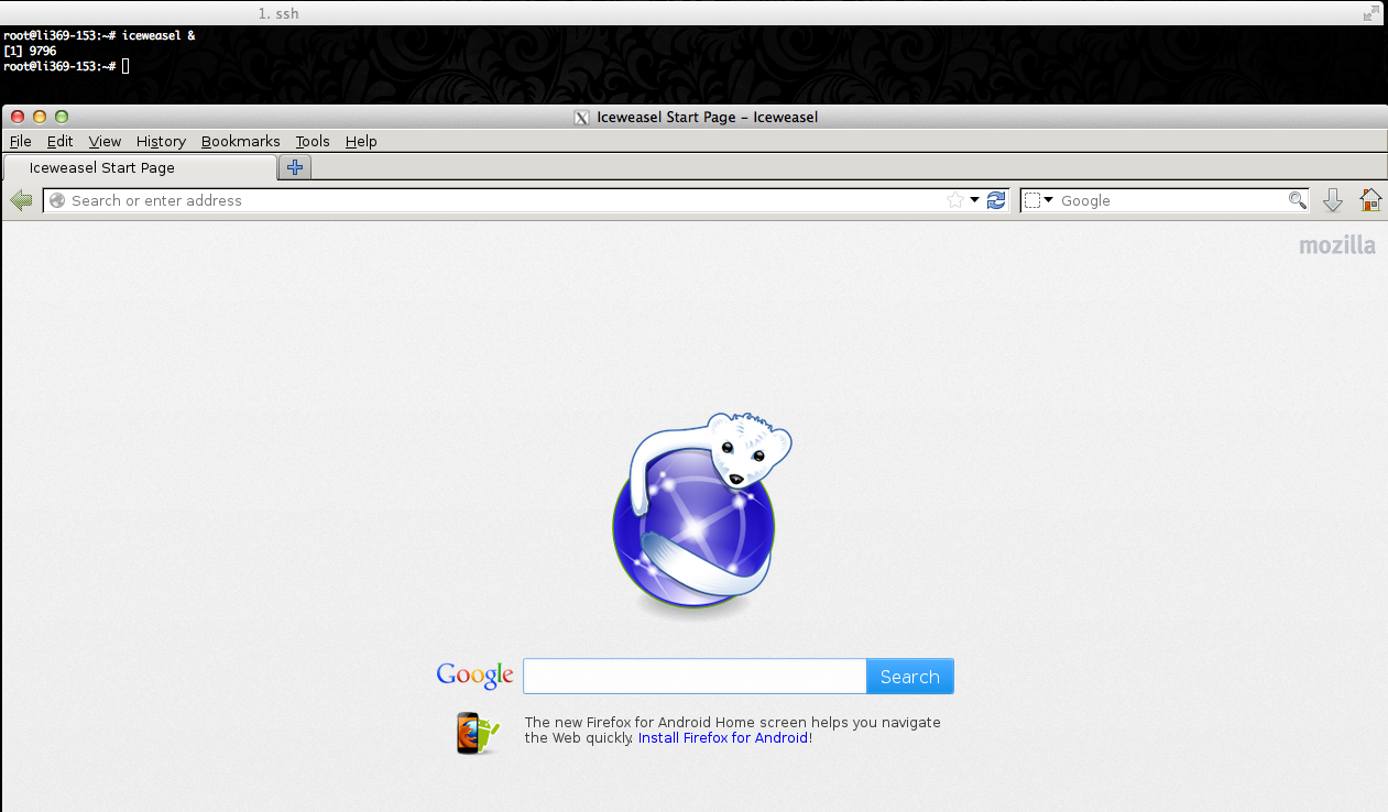 1. ssh
root@li369-153:~# iceweasel &
[1] 9796
root@li369-153:~#
Iceweasel Start Page – Iceweasel
File Edit View History Bookmarks Tools Help
Iceweasel Start Page
Search or enter address Google
mozilla
Google Search
The new Firefox for Android Home screen helps you navigate
the Web quickly. Install Firefox for Android!